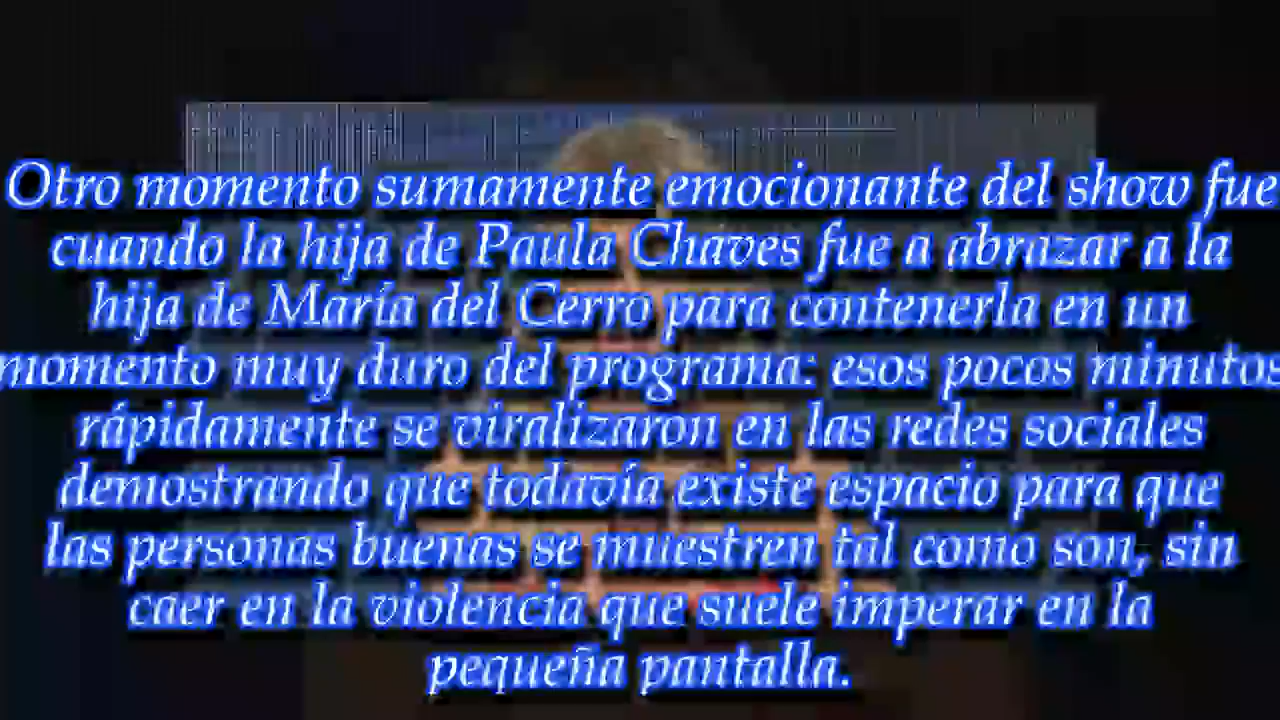 Otro momento sumamente emocionante del show fue
cuando la hija de Paula Chaves fue a abrazar a la
hija de María del Cerro para contenerla en un
momento muy duro del programa: esos pocos minutos
rápidamente se viralizaron en las redes sociales
demostrando que todavía existe espacio para que
las personas buenas se muestren tal como son, sin
caer en la violencia que suele imperar en la
pequeña pantalla.